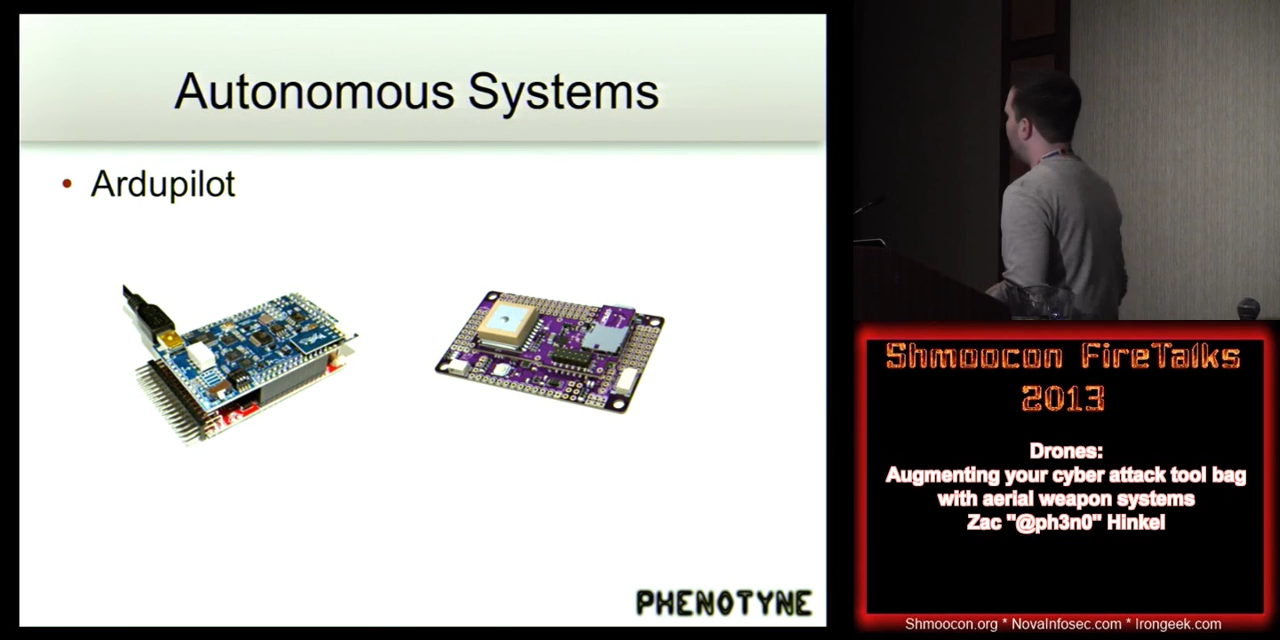 Autonomous Systems
• Ardupilot
PHENOTYNE
Shmoocon FireTalks
2013
Drones:
Augmenting your cyber attack tool bag
with aerial weapon systems
Zac "@ph3n0" Hinkel
Shmoocon.org * NovaInfosec.com * Irongeek.com